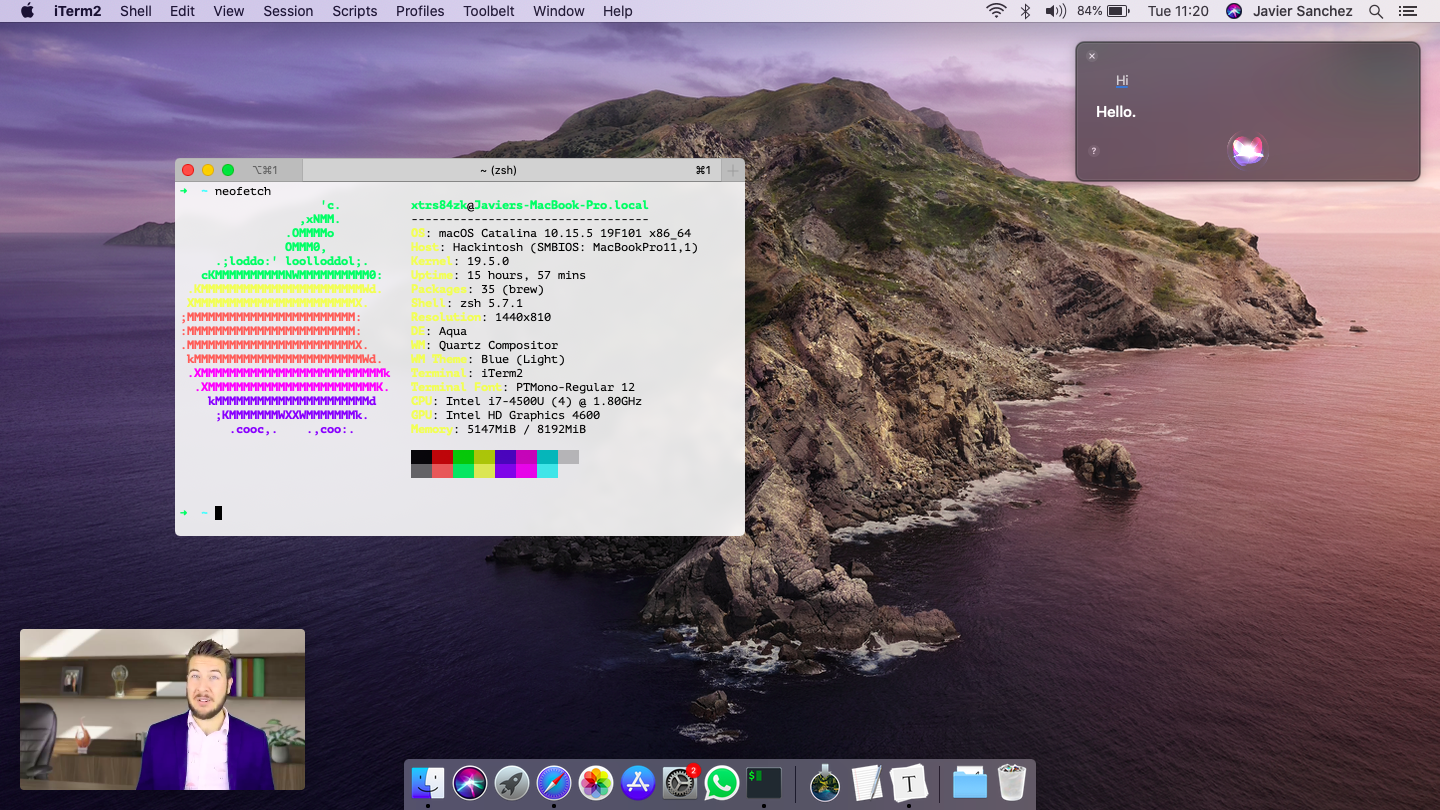 iTerm2 Shell Edit View Session Scripts Profiles Toolbelt Window Help 84% Tue 11:20 Javier Sanchez
Hi
Hello.
?
⌥⌘1 ~ (zsh) ⌘1
➜ ~ neofetch
'c. xtrs84zk@Javiers-MacBook-Pro.local
,xNMM. ----------------------------------
.OMMMMo OS: macOS Catalina 10.15.5 19F101 x86_64
OMMM0, Host: Hackintosh (SMBIOS: MacBookPro11,1)
.;loddo:' loolloddol;. Kernel: 19.5.0
cKMMMMMMMMMMNWMMMMMMMMMM0: Uptime: 15 hours, 57 mins
.KMMMMMMMMMMMMMMMMMMMMMMMWd. Packages: 35 (brew)
XMMMMMMMMMMMMMMMMMMMMMMMX. Shell: zsh 5.7.1
;MMMMMMMMMMMMMMMMMMMMMMMM: Resolution: 1440x810
:MMMMMMMMMMMMMMMMMMMMMMMM: DE: Aqua
.MMMMMMMMMMMMMMMMMMMMMMMMX. WM: Quartz Compositor
kMMMMMMMMMMMMMMMMMMMMMMMMWd. WM Theme: Blue (Light)
.XMMMMMMMMMMMMMMMMMMMMMMMMMMk Terminal: iTerm2
.XMMMMMMMMMMMMMMMMMMMMMMMMK. Terminal Font: PTMono-Regular 12
kMMMMMMMMMMMMMMMMMMMMMMd CPU: Intel i7-4500U (4) @ 1.80GHz
;KMMMMMMMWXXWMMMMMMMk. GPU: Intel HD Graphics 4600
.cooc,. .,coo:. Memory: 5147MiB / 8192MiB
➜ ~
2
$
T